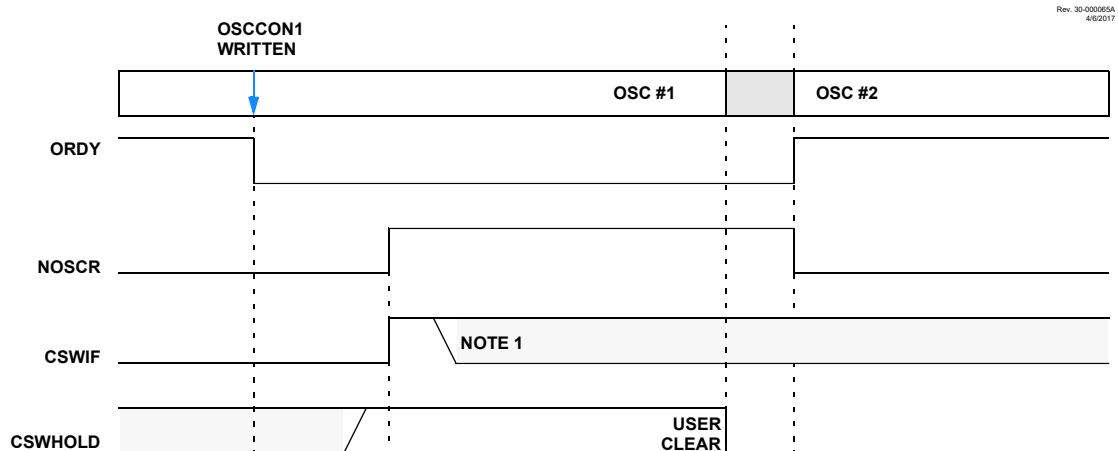 Rev. 30-000065A
4/6/2017
OSCCON1
WRITTEN
OSC #1
OSC #2
ORDY
NOSCR
CSWIF
NOTE 1
USER
CLEAR
CSWHOLD